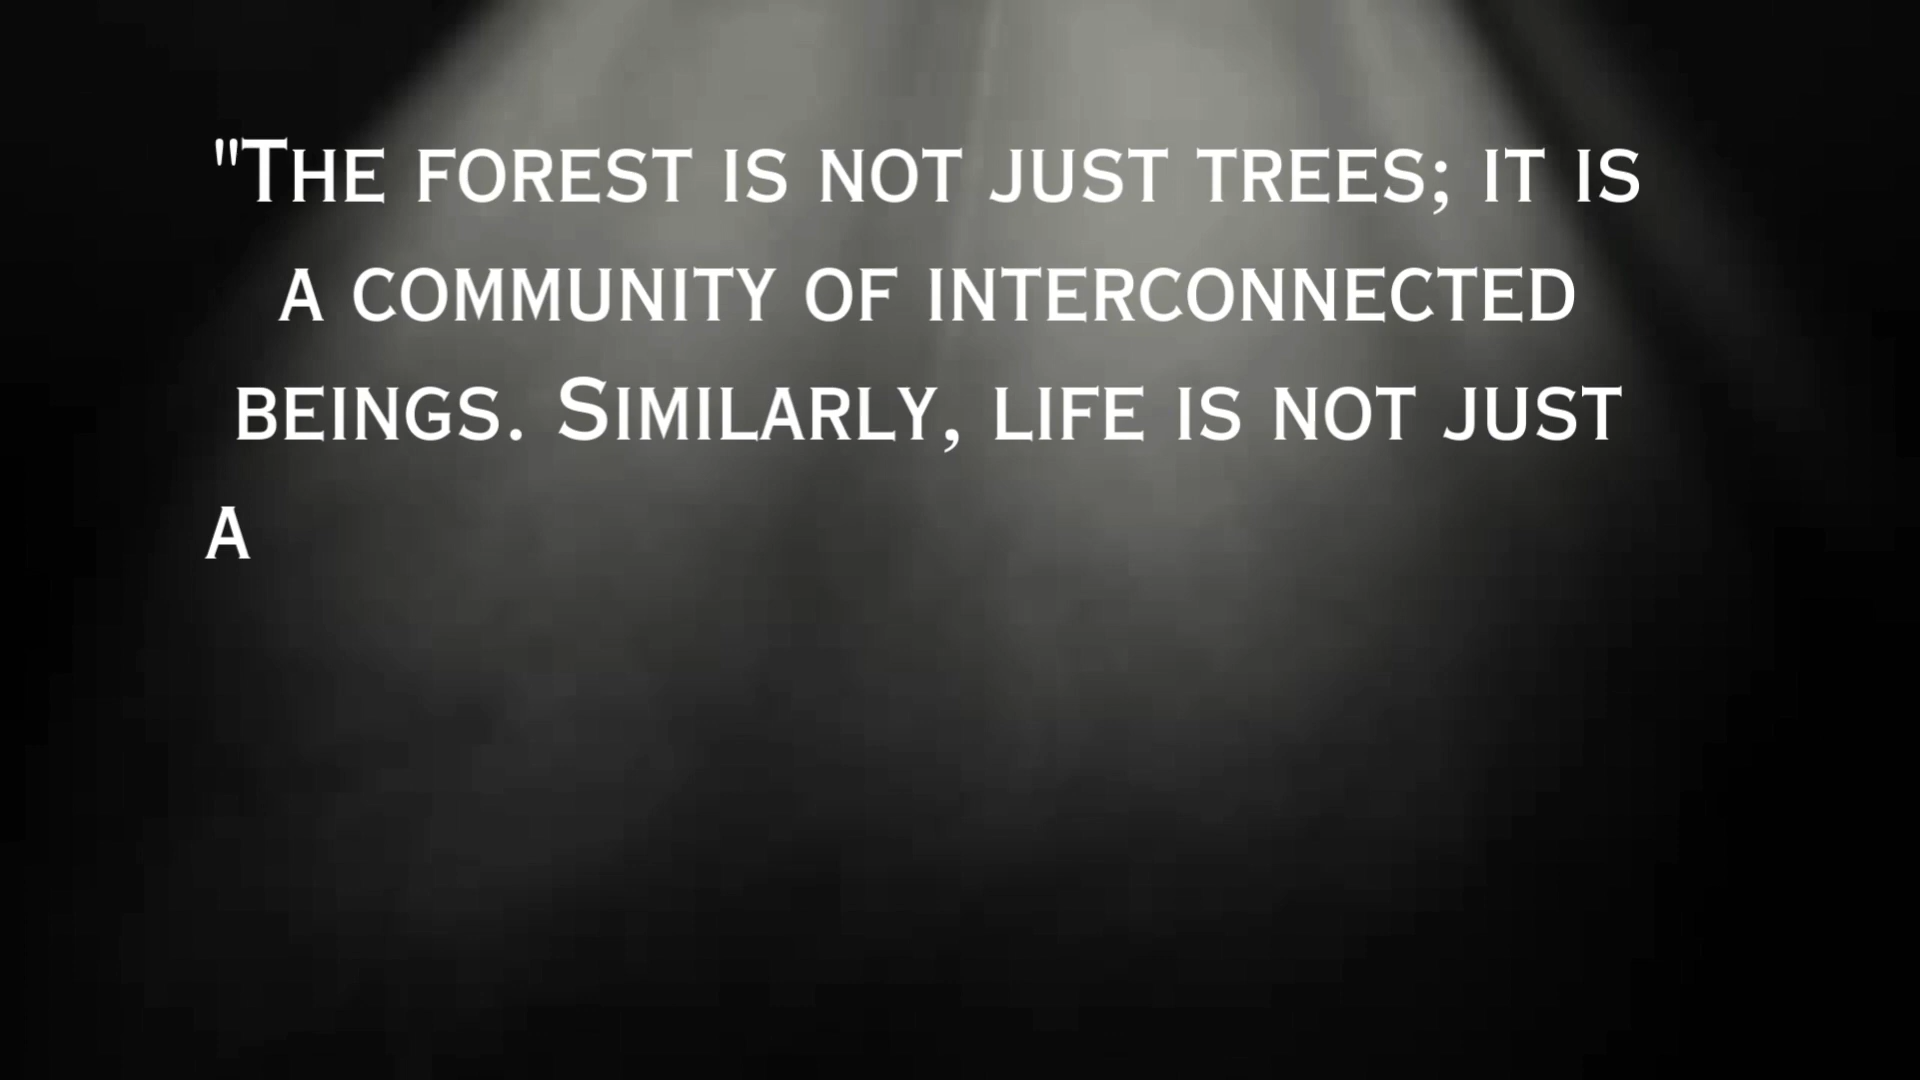 "The forest is not just trees; it is
a community of interconnected
beings. Similarly, life is not just
a